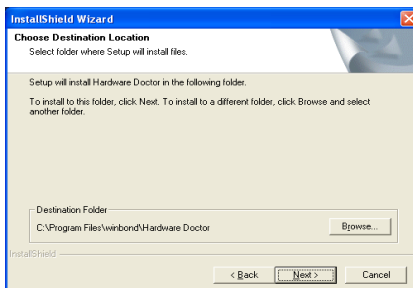 InstallShield Wizard
Choose Destination Location
Select folder where Setup will install files.
Setup will install Hardware Doctor in the following folder.
To install to this folder, click Next. To install to a different folder, click Browse and select
another folder.
Destination Folder
C:\Program Files\winbond\Hardware Doctor
Browse...
InstallShield
< Back
Next >
Cancel